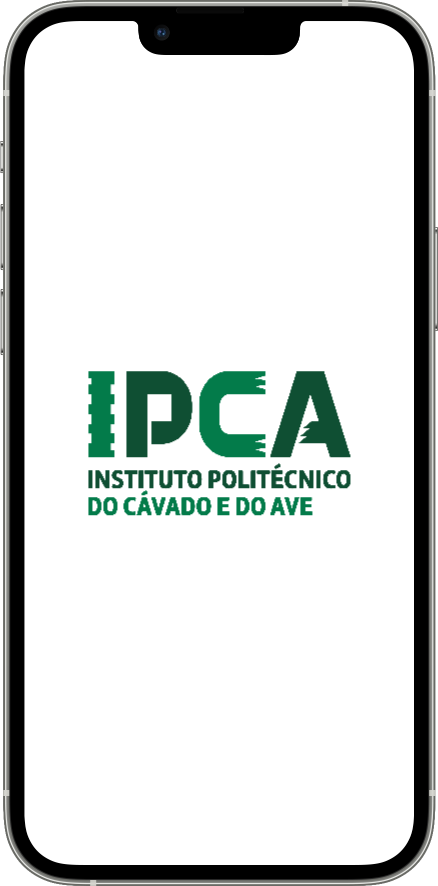 IPCA
INSTITUTO POLITÉCNICO
DO CÁVADO E DO AVE